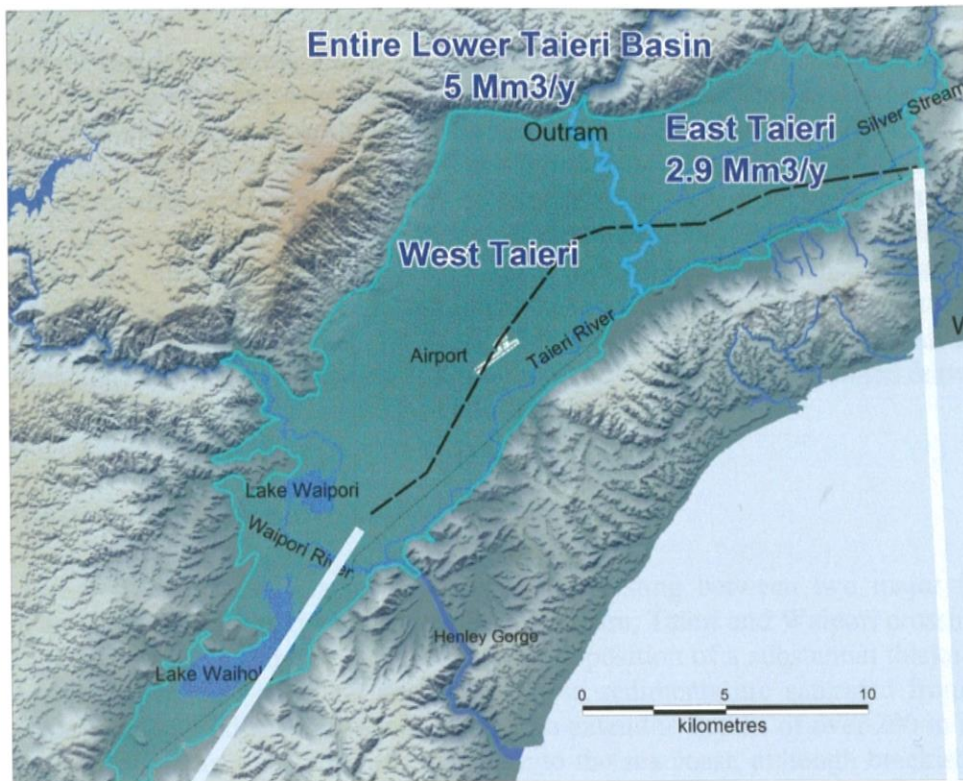 Entire Lower Taieri Basin
5 Mm3/y
Outram
East Taieri
2.9 Mm3/y
Silver Stream
West Taieri
Airport
Taieri River
Lake Waipori
Waipori River
Lake Waihol
Henley Gorge
0 5 10
kilometres